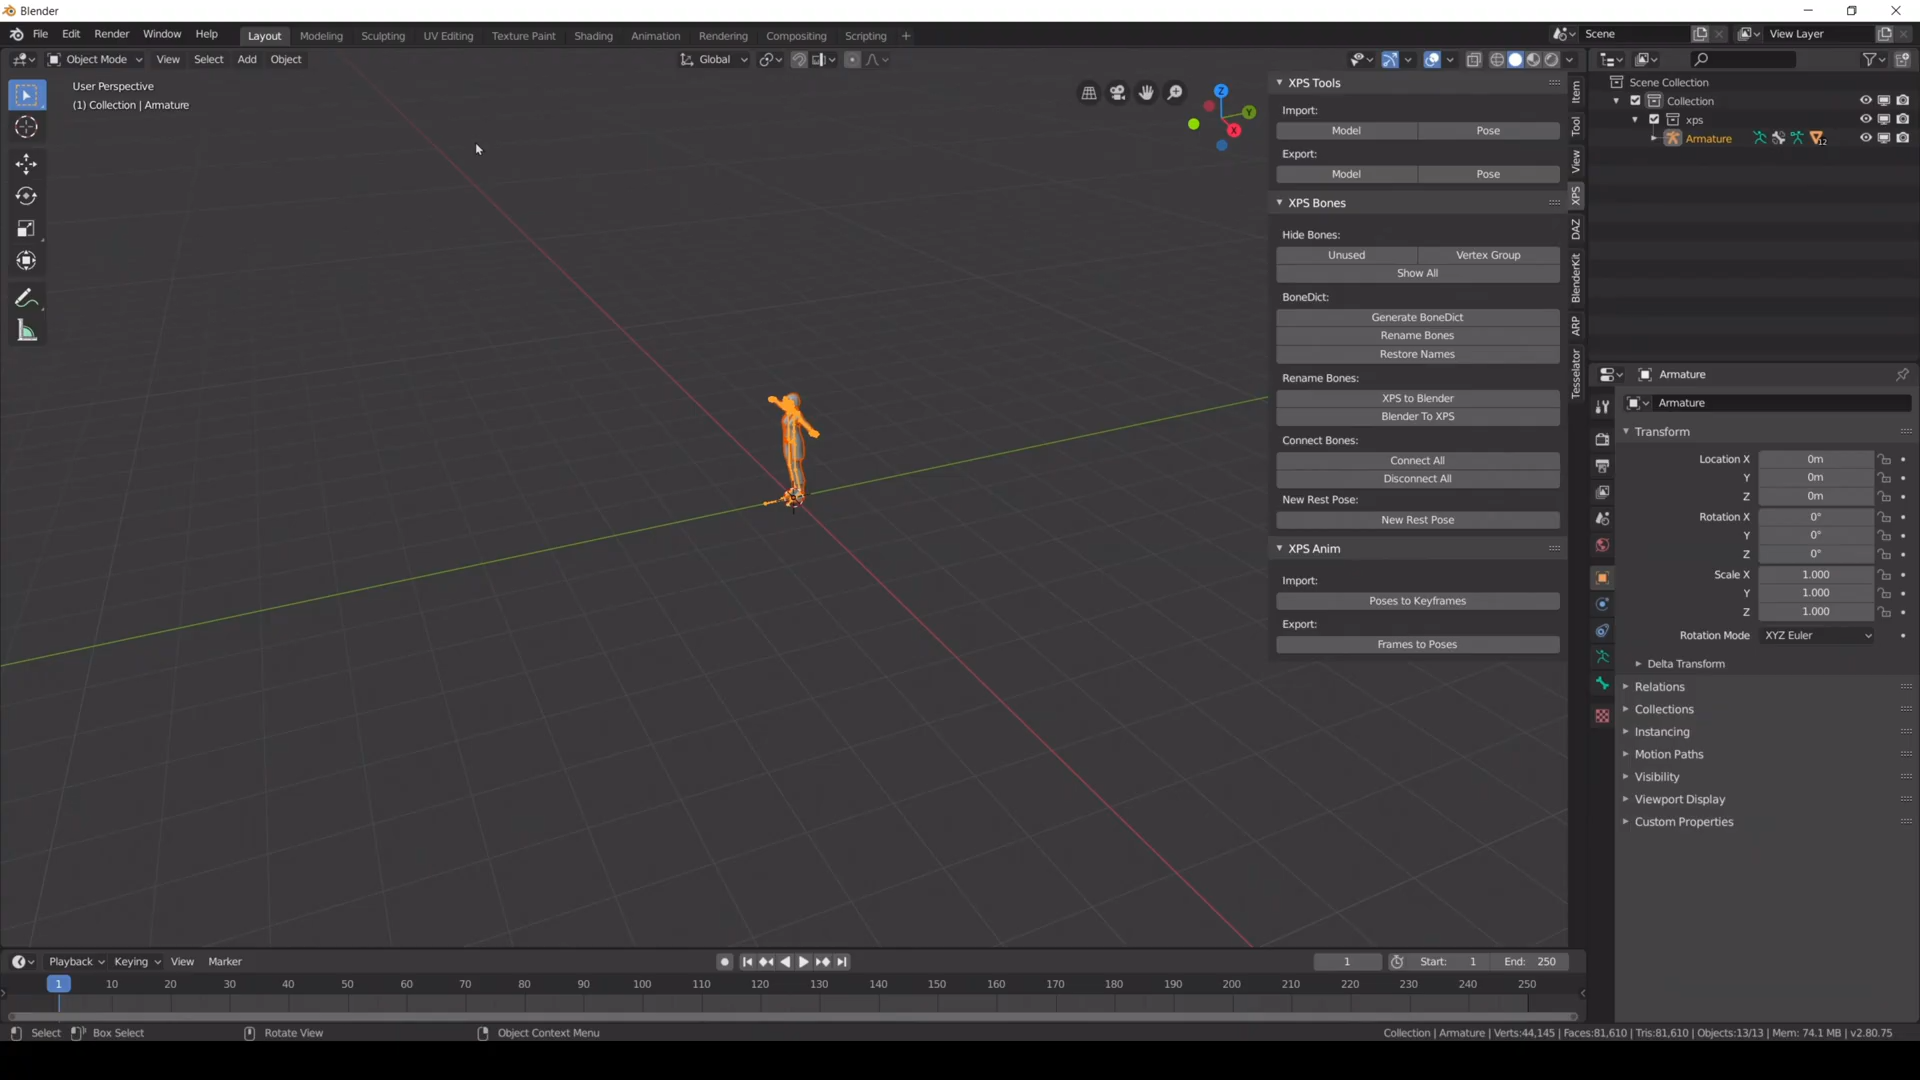 Blender
File Edit Render Window Help Layout Modeling Sculpting UV Editing Texture Paint Shading Animation Rendering Compositing Scripting + Scene View Layer
Object Mode View Select Add Object Global
User Perspective
(1) Collection | Armature
Z
Y
X
XPS Tools
Import:
Model Pose
Export:
Model Pose
XPS Bones
Hide Bones:
Unused Vertex Group
Show All
BoneDict:
Generate BoneDict
Rename Bones
Restore Names
Rename Bones:
XPS to Blender
Blender To XPS
Connect Bones:
Connect All
Disconnect All
New Rest Pose:
New Rest Pose
XPS Anim
Import:
Poses to Keyframes
Export:
Frames to Poses
Item
Tool
View
XPS
DAZ
BlenderKit
ARP
Tesselator
Scene Collection
Collection
xps
Armature 12
Armature
Armature
Transform
Location X 0m
Y 0m
Z 0m
Rotation X 0°
Y 0°
Z 0°
Scale X 1.000
Y 1.000
Z 1.000
Rotation Mode XYZ Euler
Delta Transform
Relations
Collections
Instancing
Motion Paths
Visibility
Viewport Display
Custom Properties
Playback Keying View Marker 1 Start: 1 End: 250
1 10 20 30 40 50 60 70 80 90 100 110 120 130 140 150 160 170 180 190 200 210 220 230 240 250
Select Box Select Rotate View Object Context Menu Collection | Armature | Verts:44,145 | Faces:81,610 | Tris:81,610 | Objects:13/13 | Mem: 74.1 MB | v2.80.75